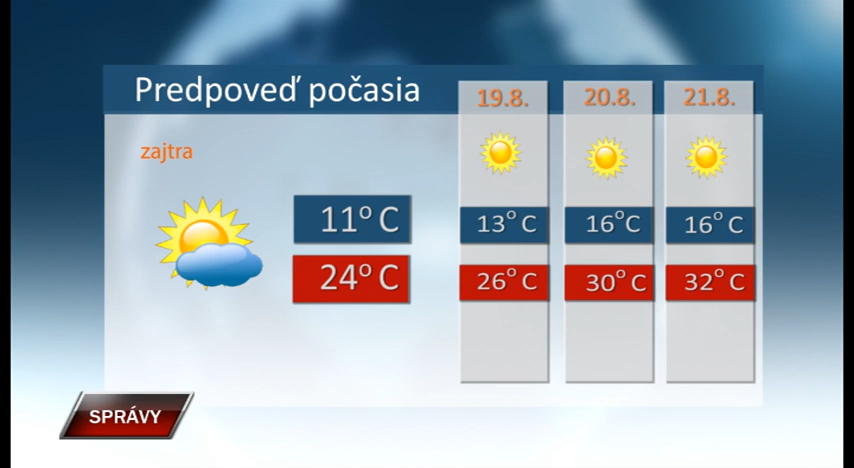 Predpoveď počasia
zajtra
11° C
24° C
19.8.
13° C
26° C
20.8.
16°C
30° C
21.8.
16° C
32° C
SPRÁVY